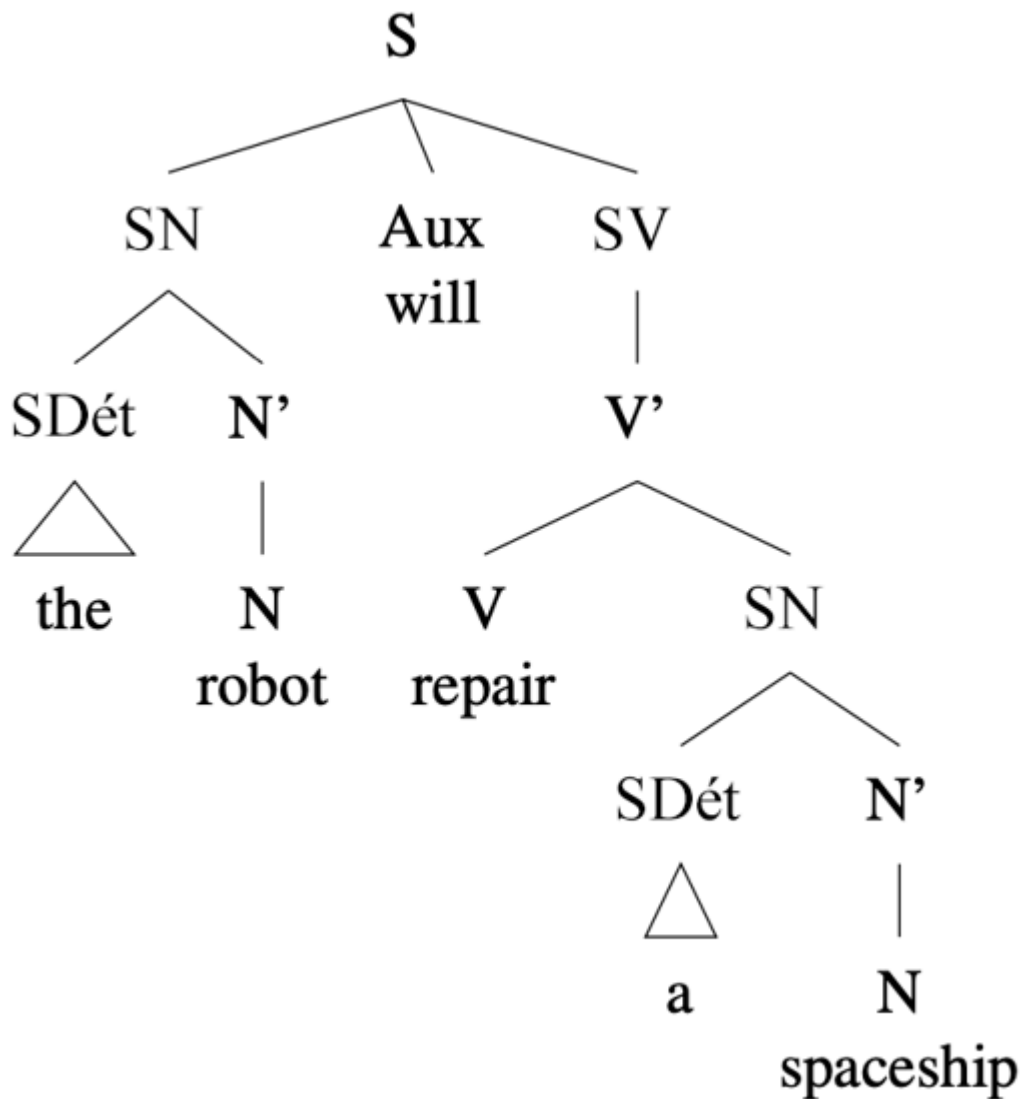 S
SN Aux SV
will
SDét N’ V’
the N V SN
robot repair
SDét N’
a N
spaceship